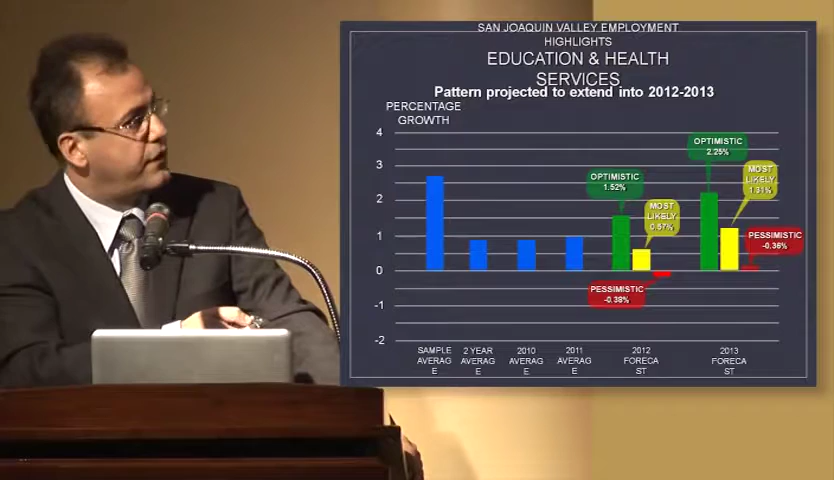 SAN JOAQUIN VALLEY EMPLOYMENT
HIGHLIGHTS
EDUCATION & HEALTH
SERVICES
Pattern projected to extend into 2012-2013
PERCENTAGE
GROWTH
4
3
2
1
0
-1
-2
OPTIMISTIC
1.52%
MOST
LIKELY
0.57%
PESSIMISTIC
-0.38%
OPTIMISTIC
2.25%
MOST
LIKELY
1.31%
PESSIMISTIC
-0.36%
SAMPLE
AVERAG
E
2 YEAR
AVERAG
E
2010
AVERAG
E
2011
AVERAG
E
2012
FORECA
ST
2013
FORECA
ST